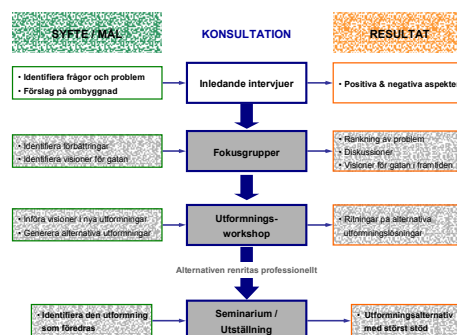 SYFTE / MÅL
KONSULTATION
RESULTAT
• Identifiera frågor och problem
• Förslag på ombyggnad
Inledande intervjuer
• Positiva & negativa aspekter
• Identifiera förbättringar
• Identifiera visioner för gatan
Fokusgrupper
• Rankning av problem
• Diskussioner
• Visioner för gatan i framtiden
• Införa visioner i nya utformningar
• Generera alternativa utformningar
Utformnings-
workshop
• Ritningar på alternativa
utformningslösningar
Alternativen renritas professionellt
• Identifiera den utformning
som föredras
Seminarium /
Utställning
• Utformningsalternativ
med störst stöd